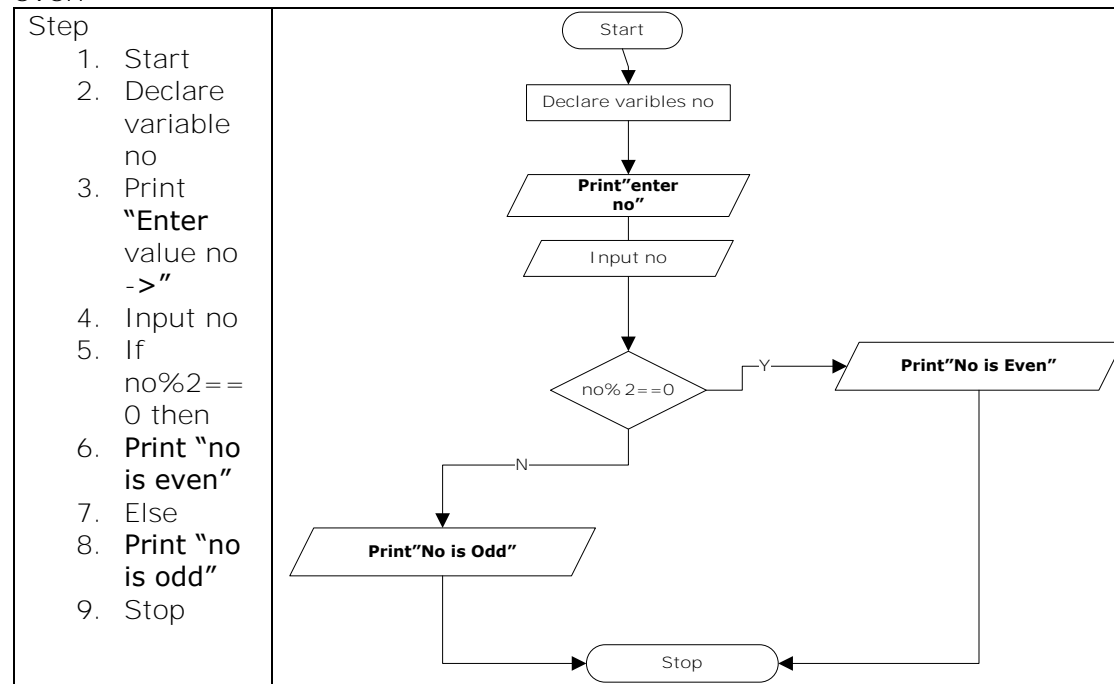 Step
1. Start
2. Declare
variable
no
3. Print
“Enter
value no
->”
4. Input no
5. If
no%2==
0 then
6. Print “no
is even”
7. Else
8. Print “no
is odd”
9. Stop
Start
Declare varibles no
Print"enter
no"
Input no
no%2==0
Y
Print"No is Even"
N
Print"No is Odd"
Stop